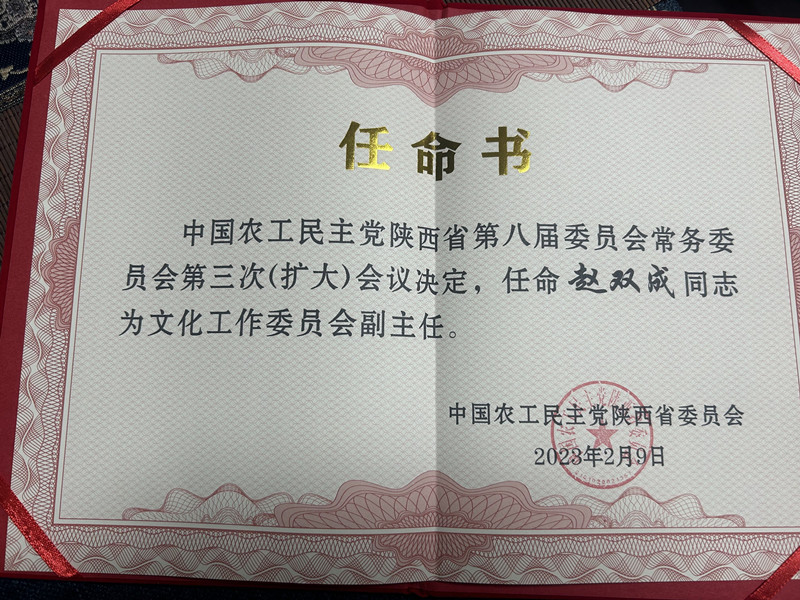 任命书
中国农工民主党陕西省第八届委员会常务委
员会第三次(扩大)会议决定，任命赵双成同志
为文化工作委员会副主任。
中国农工民主党陕西省委员会
2023年2月9日